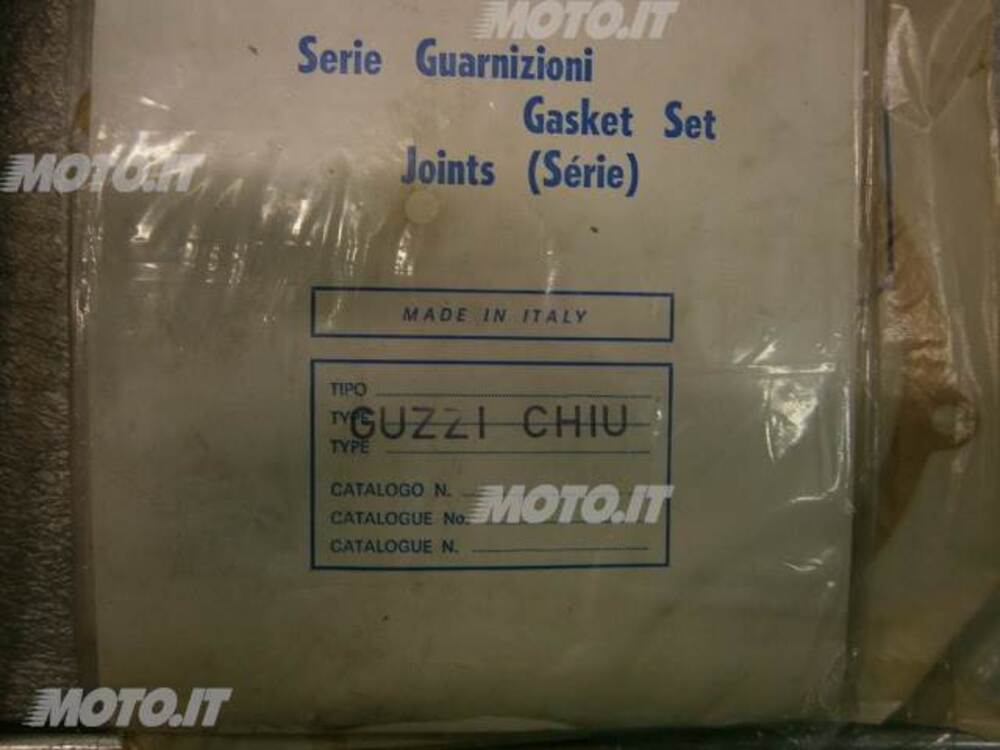 MOTO.IT
Serie Guarnizioni
Gasket Set
Joints (Série)
MOTO.IT
MADE IN ITALY
TIPO
TYPE
GUZZI CHIU
TYPE
CATALOGO N.
MOTO.IT
CATALOGUE No.
CATALOGUE N.
MOTO.IT